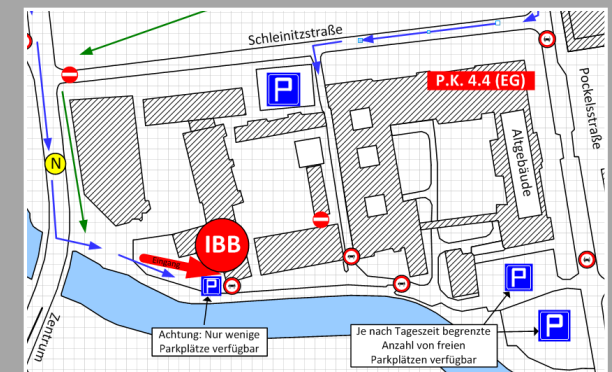 Schleinitzstraße
P
P.K. 4.4 (EG)
Pockelsstraße
Altgebäude
N
IBB
Eingang
P
P
P
Achtung: Nur wenige
Parkplätze verfügbar
Je nach Tageszeit begrenzte
Anzahl von freien
Parkplätzen verfügbar
Zentrum